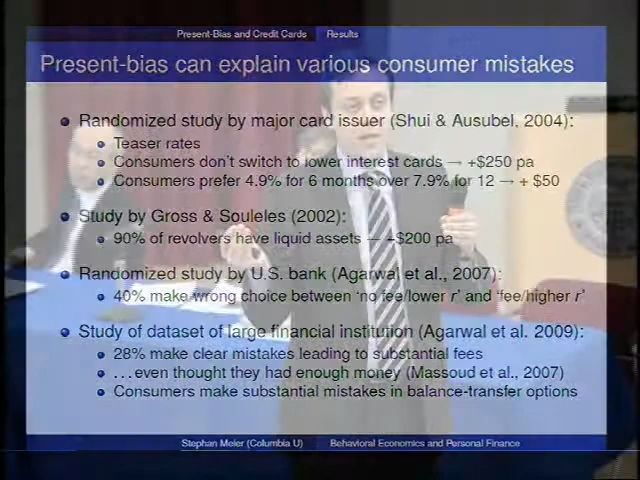 Present-Bias and Credit Cards Results
Present-bias can explain various consumer mistakes
Randomized study by major card issuer (Shui & Ausubel, 2004):
Teaser rates
Consumers don't switch to lower interest cards → +$250 pa
Consumers prefer 4.9% for 6 months over 7.9% for 12 → + $50
Study by Gross & Souleles (2002):
90% of revolvers have liquid assets → +$200 pa
Randomized study by U.S. bank (Agarwal et al., 2007):
40% make wrong choice between 'no fee/lower r' and 'fee/higher r'
Study of dataset of large financial institution (Agarwal et al. 2009):
28% make clear mistakes leading to substantial fees
...even thought they had enough money (Massoud et al., 2007)
Consumers make substantial mistakes in balance-transfer options
Stephan Meier (Columbia U) Behavioral Economics and Personal Finance